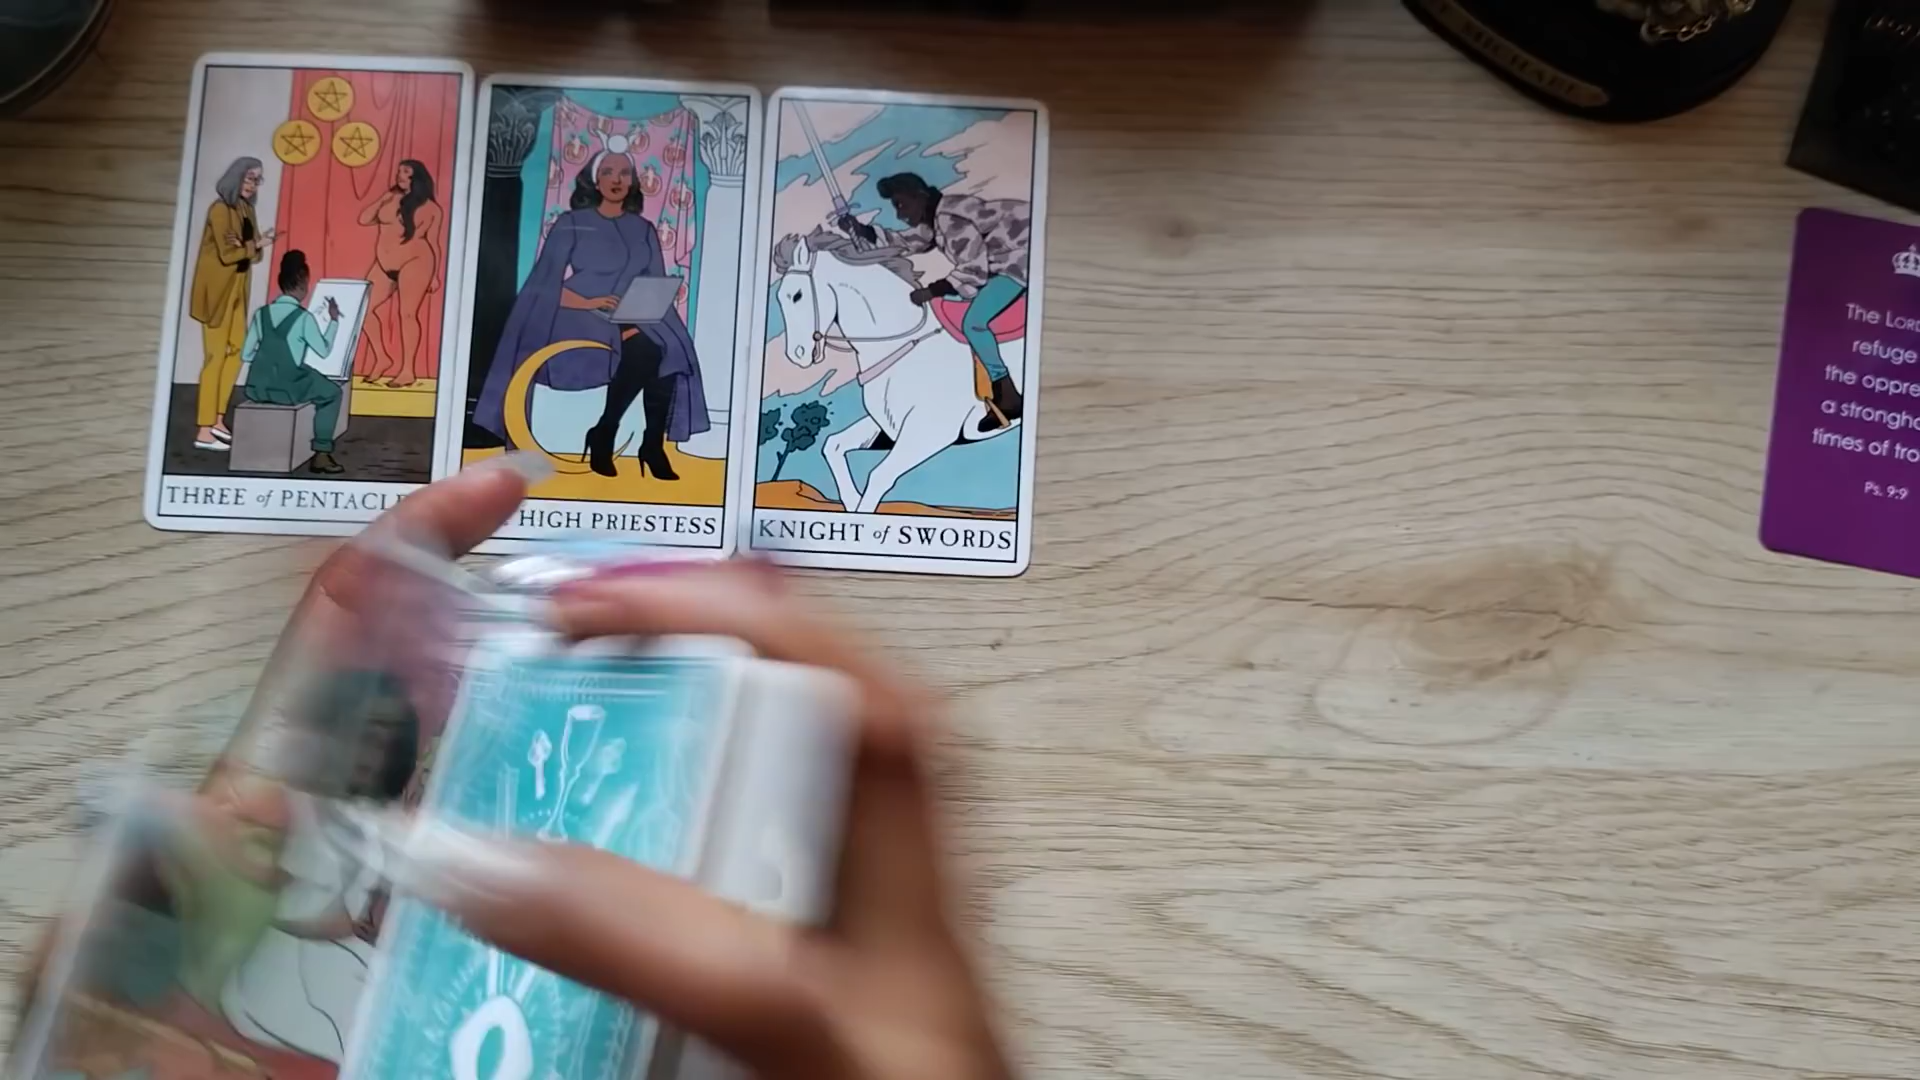 THREE of PENTACLE
HIGH PRIESTESS
KNIGHT of SWORDS
The LORD
refuge
the oppre
a strongho
times of tro
Ps. 9:9